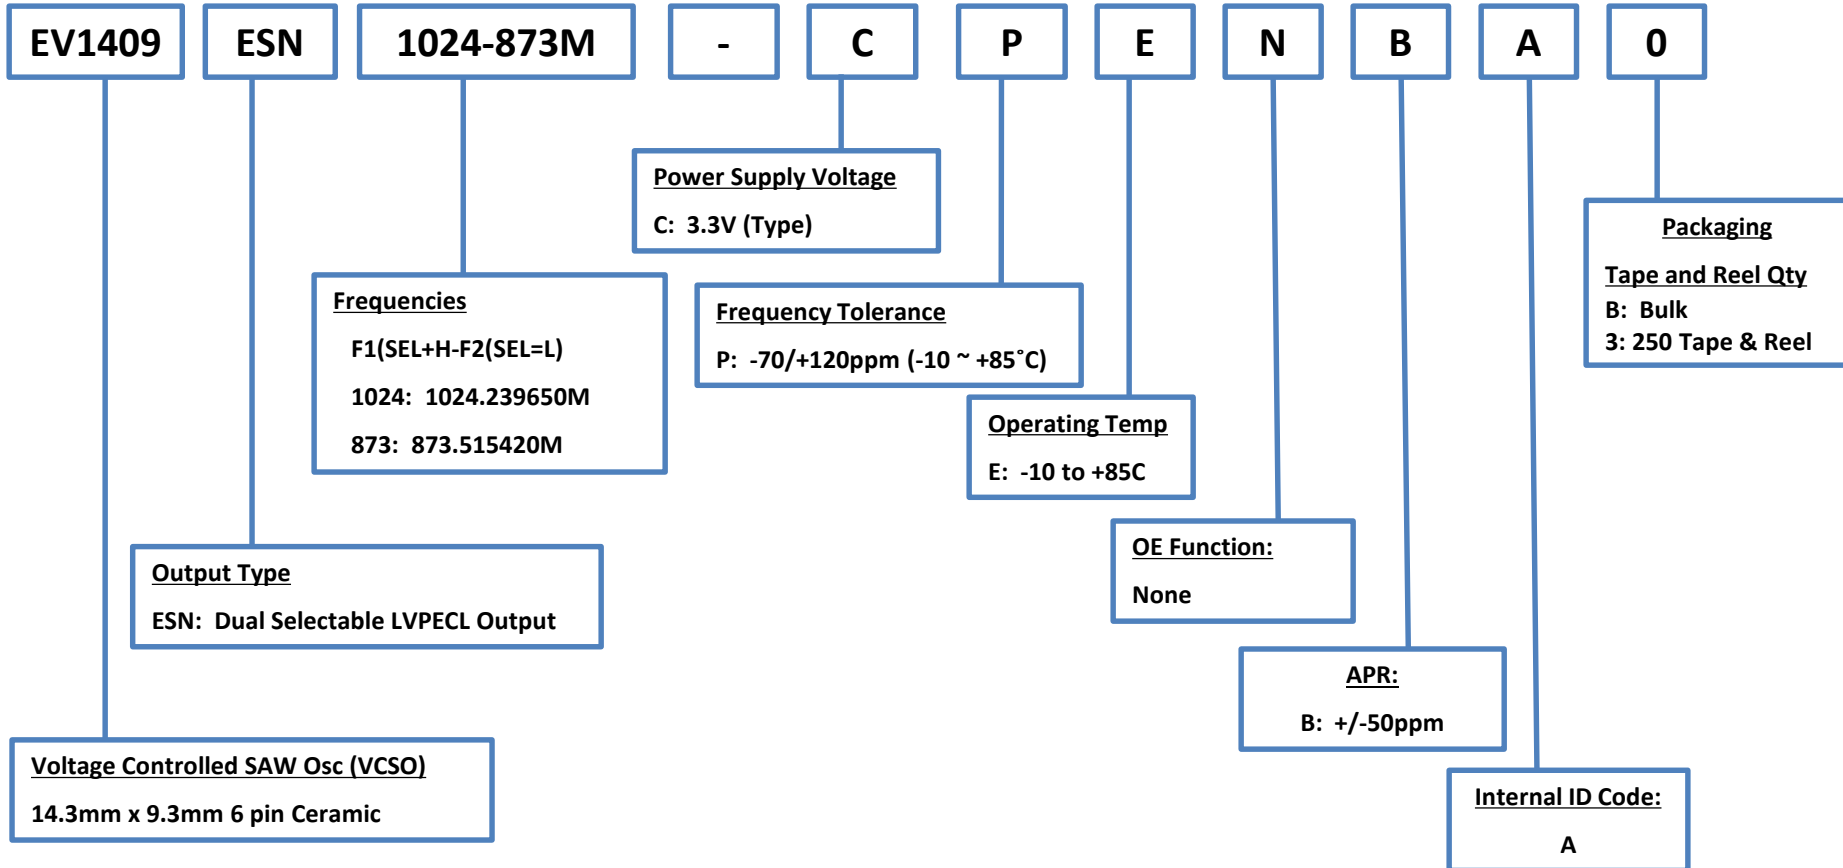 EV1409 ESN 1024-873M - C P E N B A 0
Power Supply Voltage
C: 3.3V (Type)
Packaging
Tape and Reel Qty
B: Bulk
3: 250 Tape & Reel
Frequencies
F1(SEL+H-F2(SEL=L)
1024: 1024.239650M
873: 873.515420M
Frequency Tolerance
P: -70/+120ppm (-10 ~ +85˚C)
Operating Temp
E: -10 to +85C
OE Function:
None
Output Type
ESN: Dual Selectable LVPECL Output
APR:
B: +/-50ppm
Voltage Controlled SAW Osc (VCSO)
14.3mm x 9.3mm 6 pin Ceramic
Internal ID Code:
A